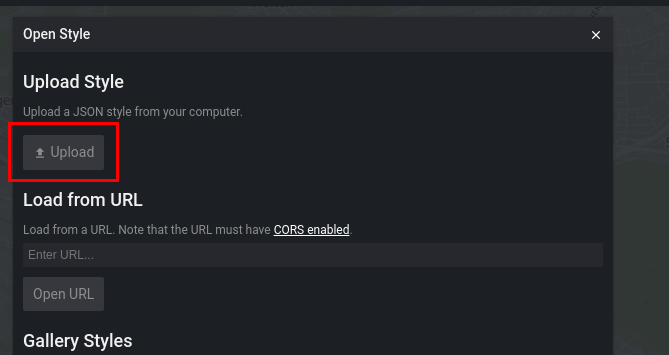 Open Style
×
Upload Style
Upload a JSON style from your computer.
Upload
Load from URL
Load from a URL. Note that the URL must have CORS enabled.
Enter URL...
Open URL
Gallery Styles